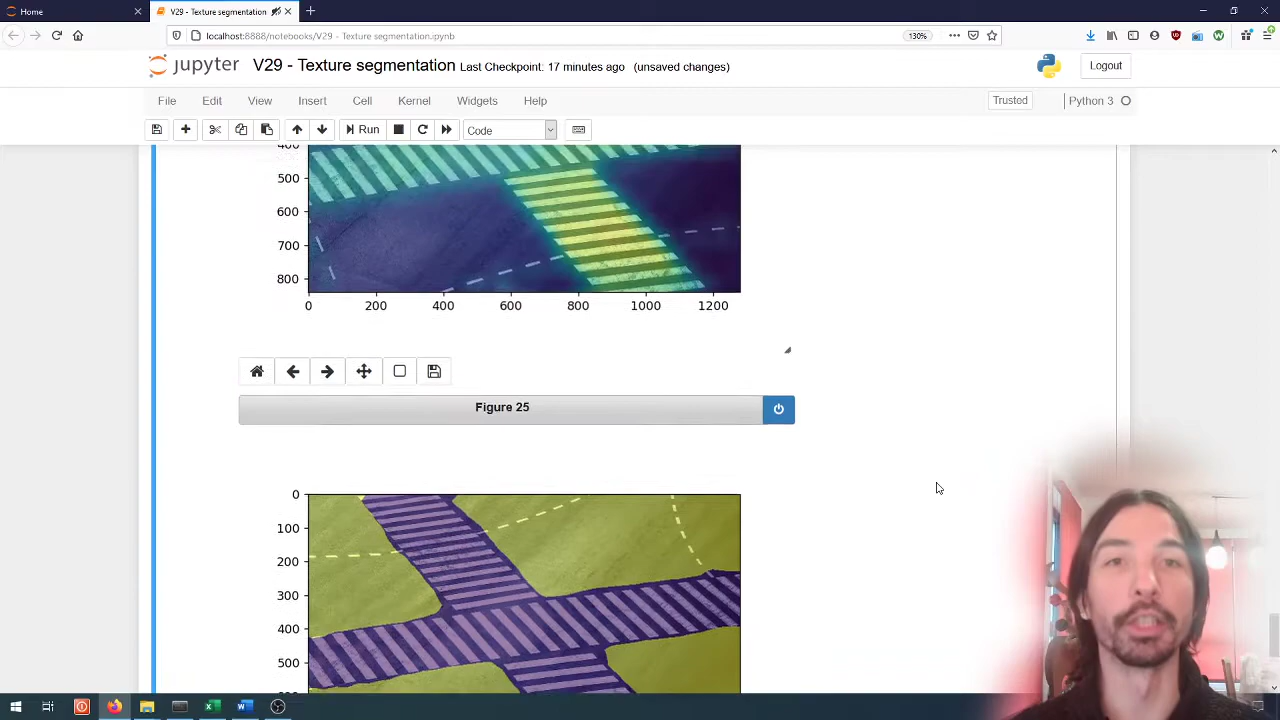 Home
V29 - Texture segmentation
localhost:8888/notebooks/V29 - Texture segmentation.ipynb
130%
jupyter V29 - Texture segmentation Last Checkpoint: 17 minutes ago (unsaved changes)
Logout
File Edit View Insert Cell Kernel Widgets Help
Trusted
Python 3
Run
Code
400
500
600
700
800
0 200 400 600 800 1000 1200
Figure 25
0
100
200
300
400
500